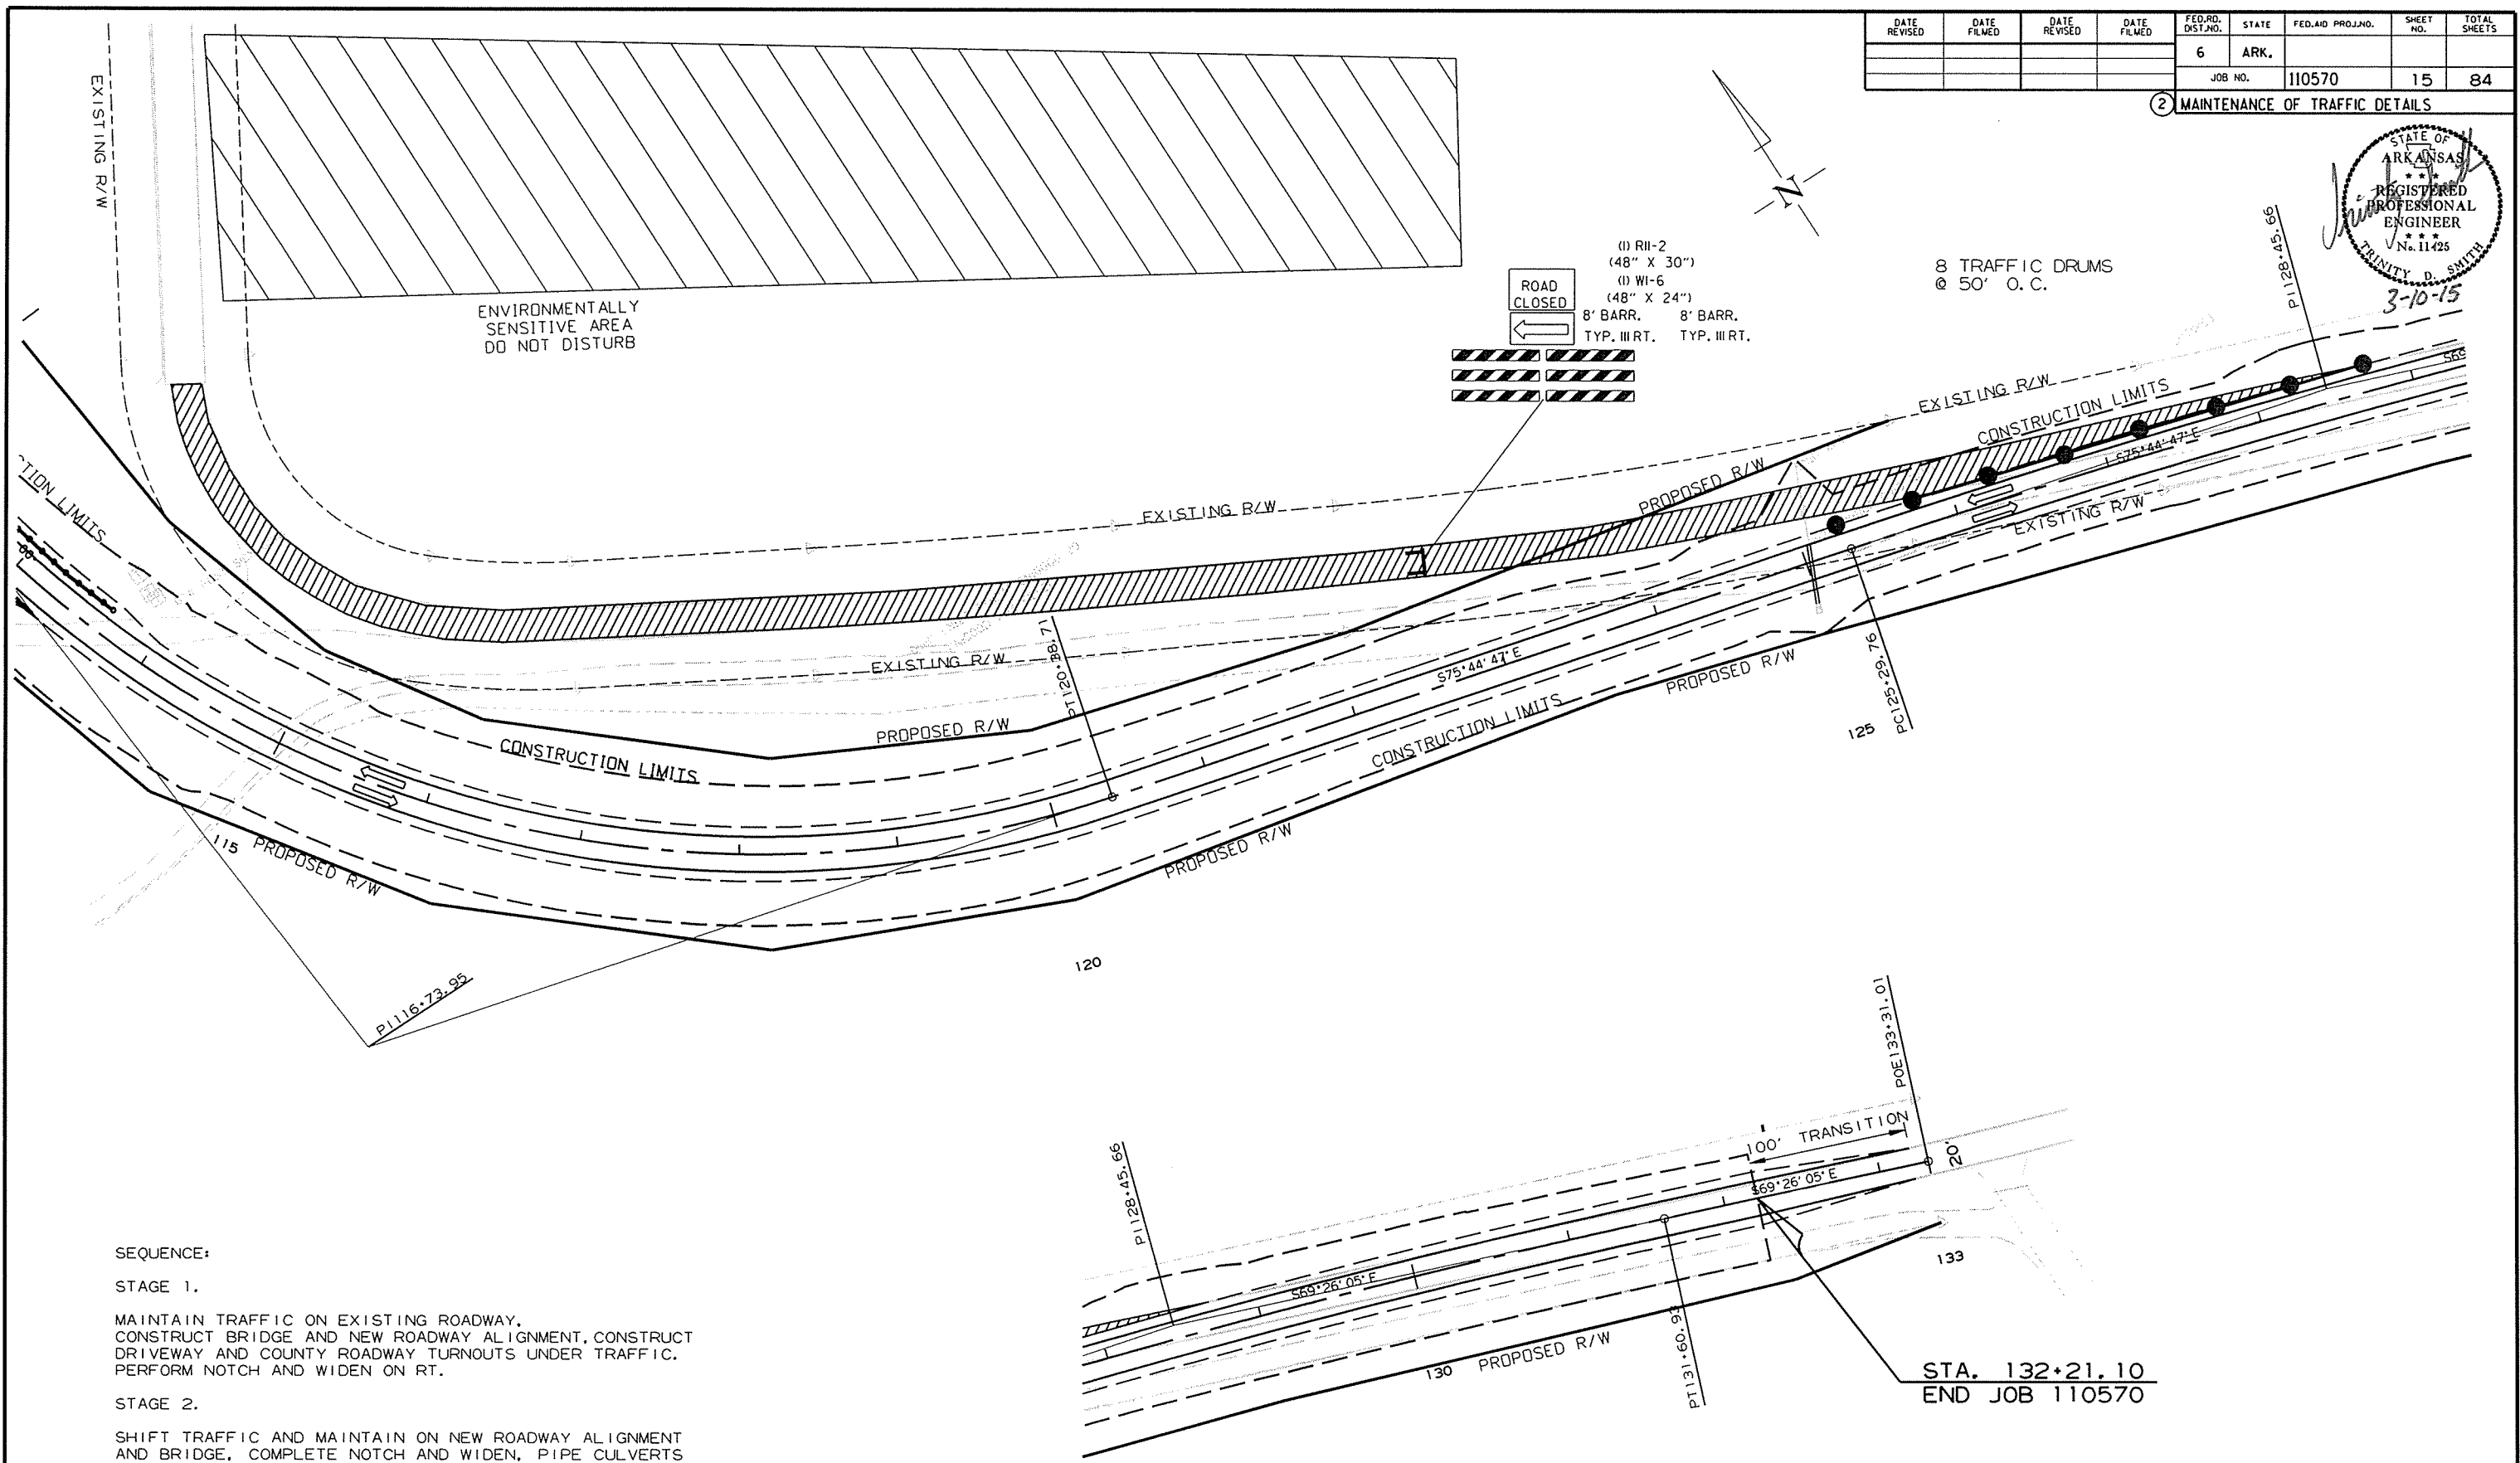 DATE REVISED
DATE FILMED
DATE REVISED
DATE FILMED
FED.RD. DIST.NO.
STATE
FED.AID PROJ.NO.
SHEET NO.
TOTAL SHEETS
6
ARK.
JOB NO.
110570
15
84
2 MAINTENANCE OF TRAFFIC DETAILS
STATE OF
ARKANSAS
* * *
REGISTERED
PROFESSIONAL
ENGINEER
* * *
No. 11425
TRINITY D. SMITH
3-10-15
N
EXISTING R/W
ENVIRONMENTALLY
SENSITIVE AREA
DO NOT DISTURB
ROAD
CLOSED
(1) R11-2
(48" X 30")
(1) W1-6
(48" X 24")
8' BARR. 8' BARR.
TYP. III RT. TYP. III RT.
8 TRAFFIC DRUMS
@ 50' O.C.
PI128+45.66
S69
EXISTING R/W
CONSTRUCTION LIMITS
S75°44'47"E
EXISTING R/W
PROPOSED R/W
EXISTING R/W
TION LIMITS
EXISTING R/W
PT120+38.71
S75°44'47"E
PROPOSED R/W
PC125+29.76
125
PROPOSED R/W
CONSTRUCTION LIMITS
CONSTRUCTION LIMITS
115
PROPOSED R/W
PROPOSED R/W
120
PI116+73.95
POE133+31.01
PI128+45.66
100' TRANSITION
20'
S69°26'05"E
S69°26'05"E
133
130
PROPOSED R/W
PT131+60.93
STA. 132+21.10
END JOB 110570
SEQUENCE:
STAGE 1.
MAINTAIN TRAFFIC ON EXISTING ROADWAY.
CONSTRUCT BRIDGE AND NEW ROADWAY ALIGNMENT, CONSTRUCT
DRIVEWAY AND COUNTY ROADWAY TURNOUTS UNDER TRAFFIC.
PERFORM NOTCH AND WIDEN ON RT.
STAGE 2.
SHIFT TRAFFIC AND MAINTAIN ON NEW ROADWAY ALIGNMENT
AND BRIDGE. COMPLETE NOTCH AND WIDEN, PIPE CULVERTS